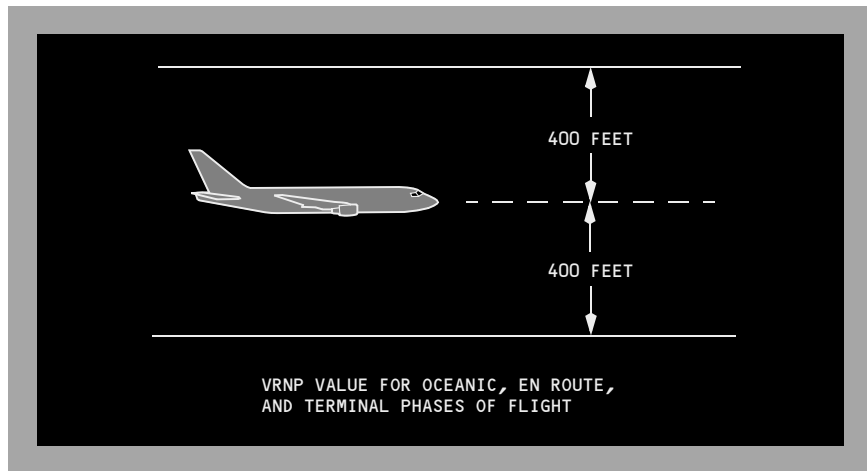 400 FEET
400 FEET
VRNP VALUE FOR OCEANIC, EN ROUTE,
AND TERMINAL PHASES OF FLIGHT